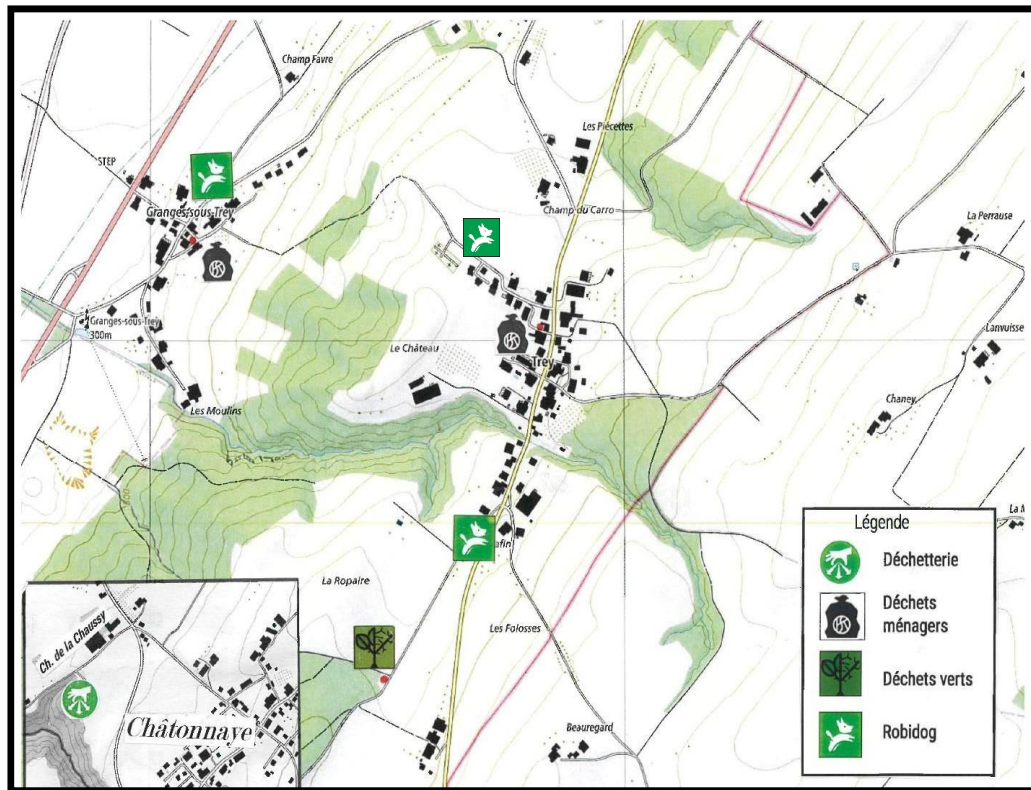 Champ Favre
Les Piécettes
STEP
Granges-sous-Trey
Champ du Carro
La Perrause
Granges-sous-Trey
300m
Lanvuisse
Le Château
Trey
Chaney
Les Moulins
600
La Ropaire
Les Folosses
Beauregard
Ch. de la Chaussy
Châtonnaye
Légende
Déchetterie
Déchets
ménagers
Déchets verts
Robidog